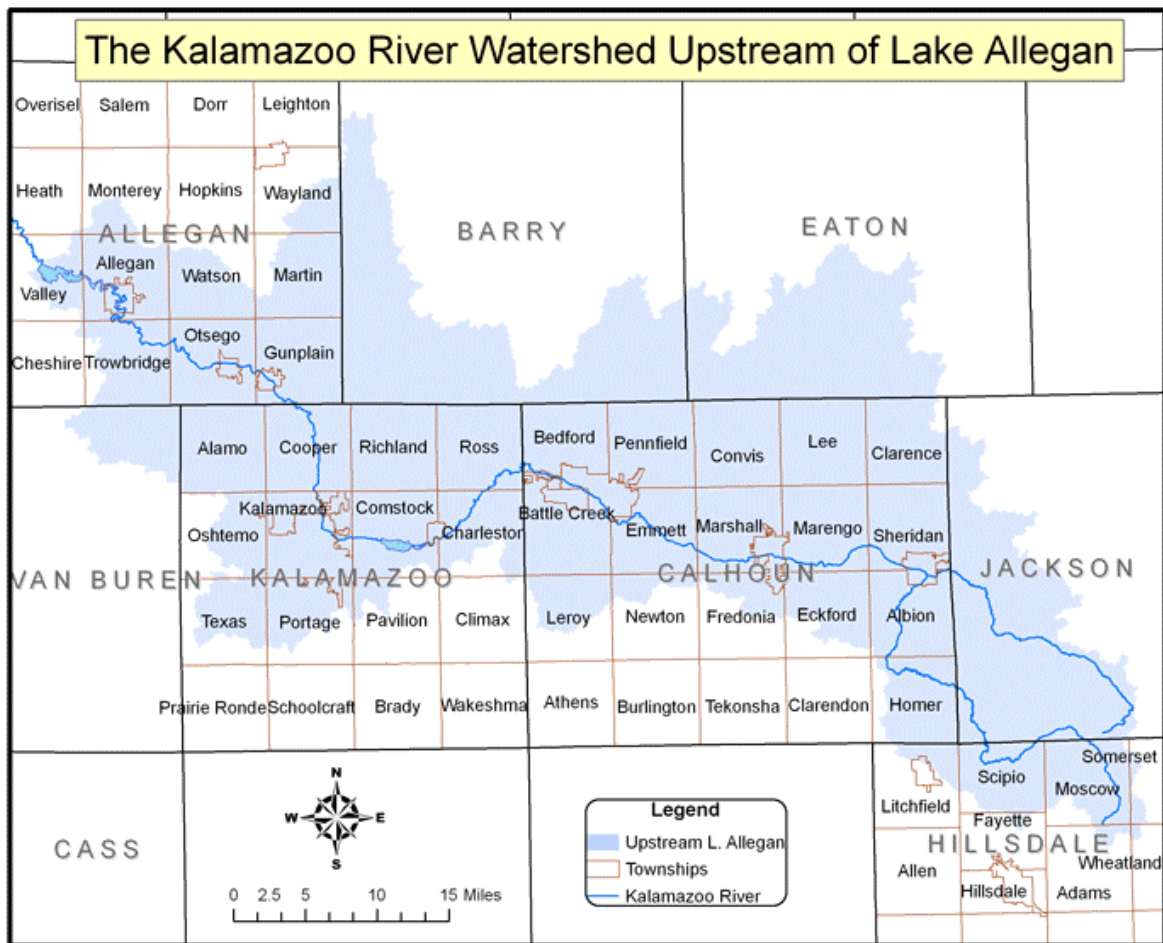 The Kalamazoo River Watershed Upstream of Lake Allegan
Overisel Salem Dorr Leighton
Heath Monterey Hopkins Wayland
ALLEGAN BARRY EATON
Allegan Watson Martin
Valley
Otsego Gunplain
Cheshire Trowbridge
Alamo Cooper Richland Ross Bedford Pennfield Convis Lee Clarence
Kalamazoo Comstock Battle Creek
Oshtemo Charleston Emmett Marshall Marengo Sheridan
VAN BUREN KALAMAZOO CALHOUN JACKSON
Texas Portage Pavilion Climax Leroy Newton Fredonia Eckford Albion
Prairie Ronde Schoolcraft Brady Wakeshma Athens Burlington Tekonsha Clarendon Homer
Somerset
Scipio Moscow
Litchfield
Fayette
CASS HILLSDALE
Allen Wheatland
Hillsdale Adams
N
W E
S
0 2.5 5 10 15 Miles
Legend
Upstream L. Allegan
Townships
Kalamazoo River